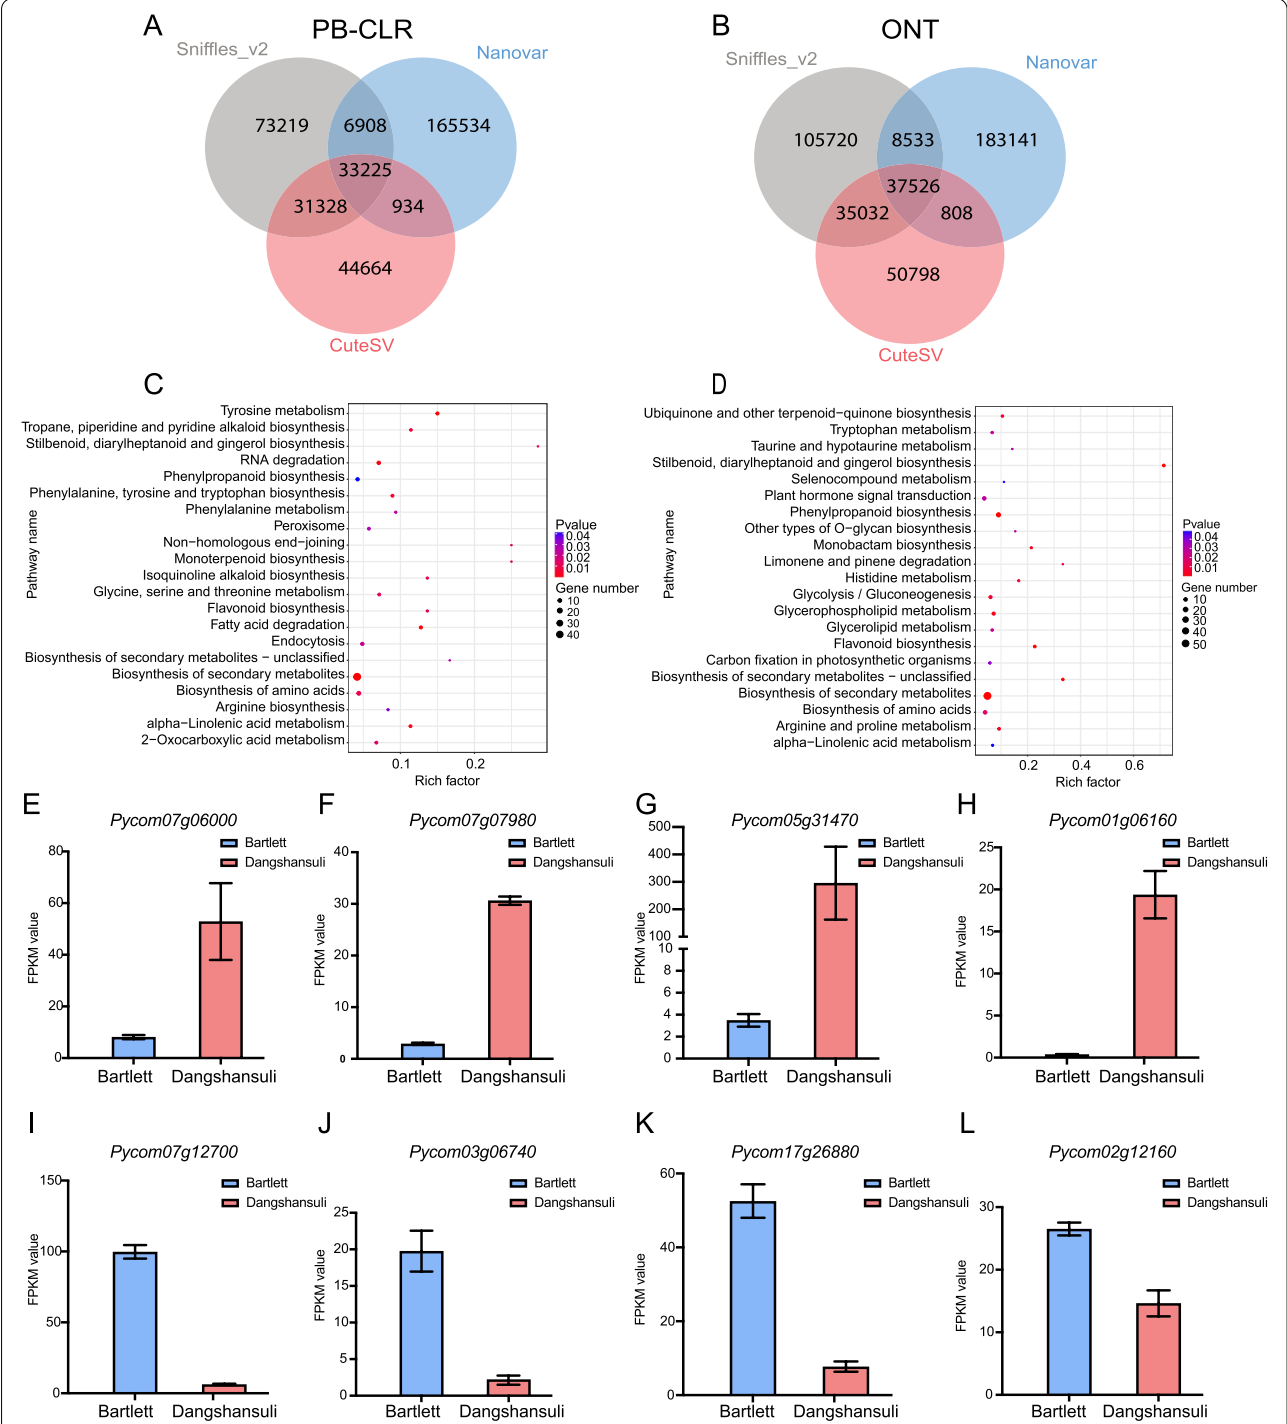 A
PB-CLR
Sniffles_v2
Nanovar
73219
6908
165534
33225
31328
934
44664
CuteSV
B
ONT
Sniffles_v2
Nanovar
105720
8533
183141
37526
35032
808
50798
CuteSV
C
Pathway name
Tyrosine metabolism
Tropane, piperidine and pyridine alkaloid biosynthesis
Stilbenoid, diarylheptanoid and gingerol biosynthesis
RNA degradation
Phenylpropanoid biosynthesis
Phenylalanine, tyrosine and tryptophan biosynthesis
Phenylalanine metabolism
Peroxisome
Non−homologous end−joining
Monoterpenoid biosynthesis
Isoquinoline alkaloid biosynthesis
Glycine, serine and threonine metabolism
Flavonoid biosynthesis
Fatty acid degradation
Endocytosis
Biosynthesis of secondary metabolites − unclassified
Biosynthesis of secondary metabolites
Biosynthesis of amino acids
Arginine biosynthesis
alpha−Linolenic acid metabolism
2−Oxocarboxylic acid metabolism
0.1 0.2
Rich factor
Pvalue
0.04
0.03
0.02
0.01
Gene number
10
20
30
40
D
Pathway name
Ubiquinone and other terpenoid−quinone biosynthesis
Tryptophan metabolism
Taurine and hypotaurine metabolism
Stilbenoid, diarylheptanoid and gingerol biosynthesis
Selenocompound metabolism
Plant hormone signal transduction
Phenylpropanoid biosynthesis
Other types of O−glycan biosynthesis
Monobactam biosynthesis
Limonene and pinene degradation
Histidine metabolism
Glycolysis / Gluconeogenesis
Glycerophospholipid metabolism
Glycerolipid metabolism
Flavonoid biosynthesis
Carbon fixation in photosynthetic organisms
Biosynthesis of secondary metabolites − unclassified
Biosynthesis of secondary metabolites
Biosynthesis of amino acids
Arginine and proline metabolism
alpha−Linolenic acid metabolism
0.2 0.4 0.6
Rich factor
Pvalue
0.04
0.03
0.02
0.01
Gene number
10
20
30
40
50
E
Pycom07g06000
Bartlett
Dangshansuli
FPKM value
80
60
40
20
0
Bartlett Dangshansuli
F
Pycom07g07980
Bartlett
Dangshansuli
FPKM value
40
30
20
10
0
Bartlett Dangshansuli
G
Pycom05g31470
Bartlett
Dangshansuli
FPKM value
500
400
300
200
100
10
8
6
4
2
0
Bartlett Dangshansuli
H
Pycom01g06160
Bartlett
Dangshansuli
FPKM value
25
20
15
10
5
0
Bartlett Dangshansuli
I
Pycom07g12700
Bartlett
Dangshansuli
FPKM value
150
100
50
0
Bartlett Dangshansuli
J
Pycom03g06740
Bartlett
Dangshansuli
FPKM value
25
20
15
10
5
0
Bartlett Dangshansuli
K
Pycom17g26880
Bartlett
Dangshansuli
FPKM value
60
40
20
0
Bartlett Dangshansuli
L
Pycom02g12160
Bartlett
Dangshansuli
FPKM value
30
20
10
0
Bartlett Dangshansuli